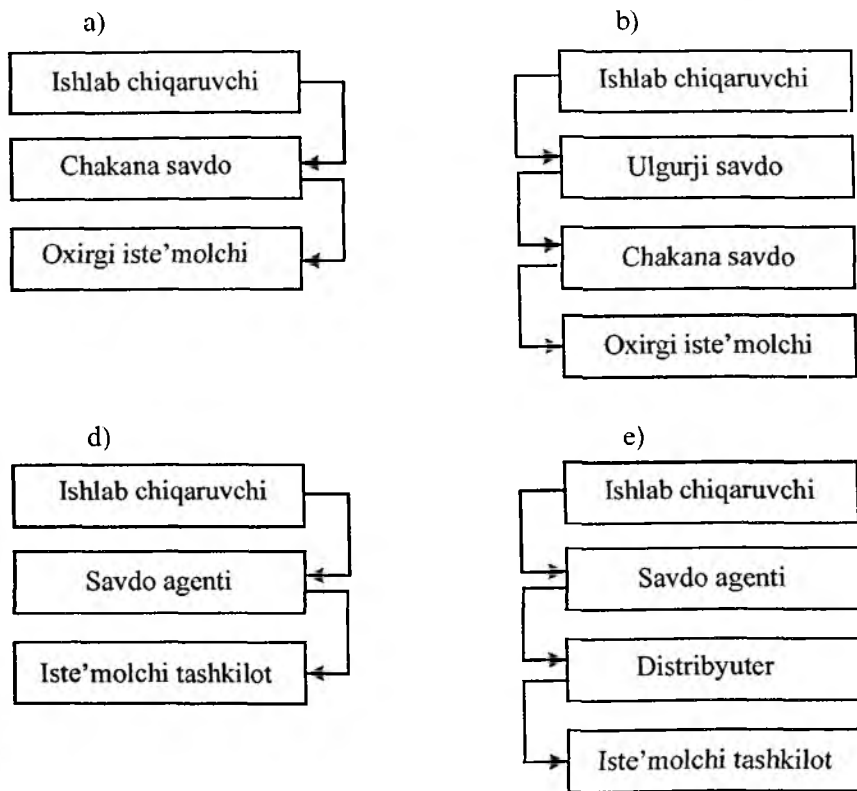 a)
Ishlab chiqaruvchi
Chakana savdo
Oxirgi iste’molchi
b)
Ishlab chiqaruvchi
Ulgurji savdo
Chakana savdo
Oxirgi iste’molchi
d)
Ishlab chiqaruvchi
Savdo agenti
Iste’molchi tashkilot
e)
Ishlab chiqaruvchi
Savdo agenti
Distribyuter
Iste’molchi tashkilot